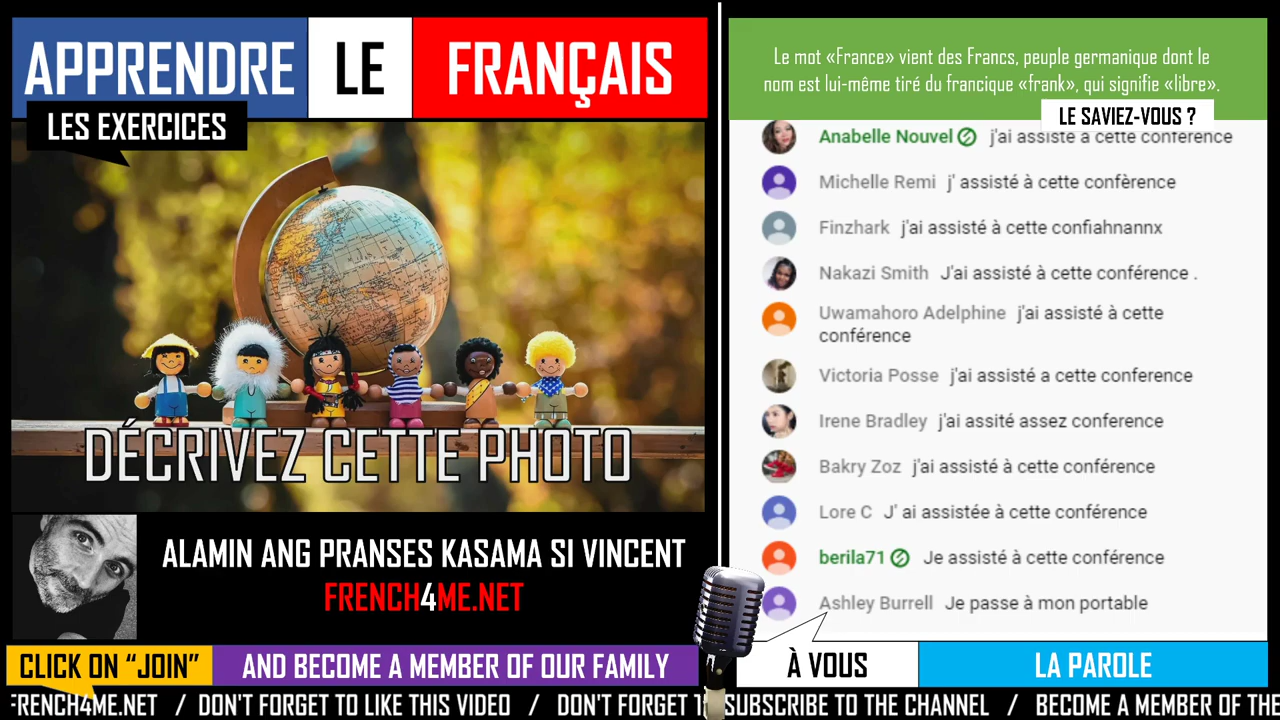 APPRENDRE LE FRANÇAIS
LES EXERCICES
DÉCRIVEZ CETTE PHOTO
ALAMIN ANG PRANSES KASAMA SI VINCENT
FRENCH4ME.NET
CLICK ON “JOIN” AND BECOME A MEMBER OF OUR FAMILY
Le mot «France» vient des Francs, peuple germanique dont le
nom est lui-même tiré du francique «frank», qui signifie «libre».
LE SAVIEZ-VOUS ?
Anabelle Nouvel j'ai assisté a cette conference
Michelle Remi j' assisté à cette confèrence
Finzhark j'ai assisté à cette confiahnannx
Nakazi Smith J'ai assisté à cette conférence .
Uwamahoro Adelphine j'ai assisté à cette
conférence
Victoria Posse j'ai assisté a cette conference
Irene Bradley j'ai assité assez conference
Bakry Zoz j'ai assisté à cette conférence
Lore C J' ai assistée à cette conférence
berila71 Je assisté à cette conférence
Ashley Burrell Je passe à mon portable
À VOUS LA PAROLE
FRENCH4ME.NET / DON'T FORGET TO LIKE THIS VIDEO / DON'T FORGET SUBSCRIBE TO THE CHANNEL / BECOME A MEMBER OF THE